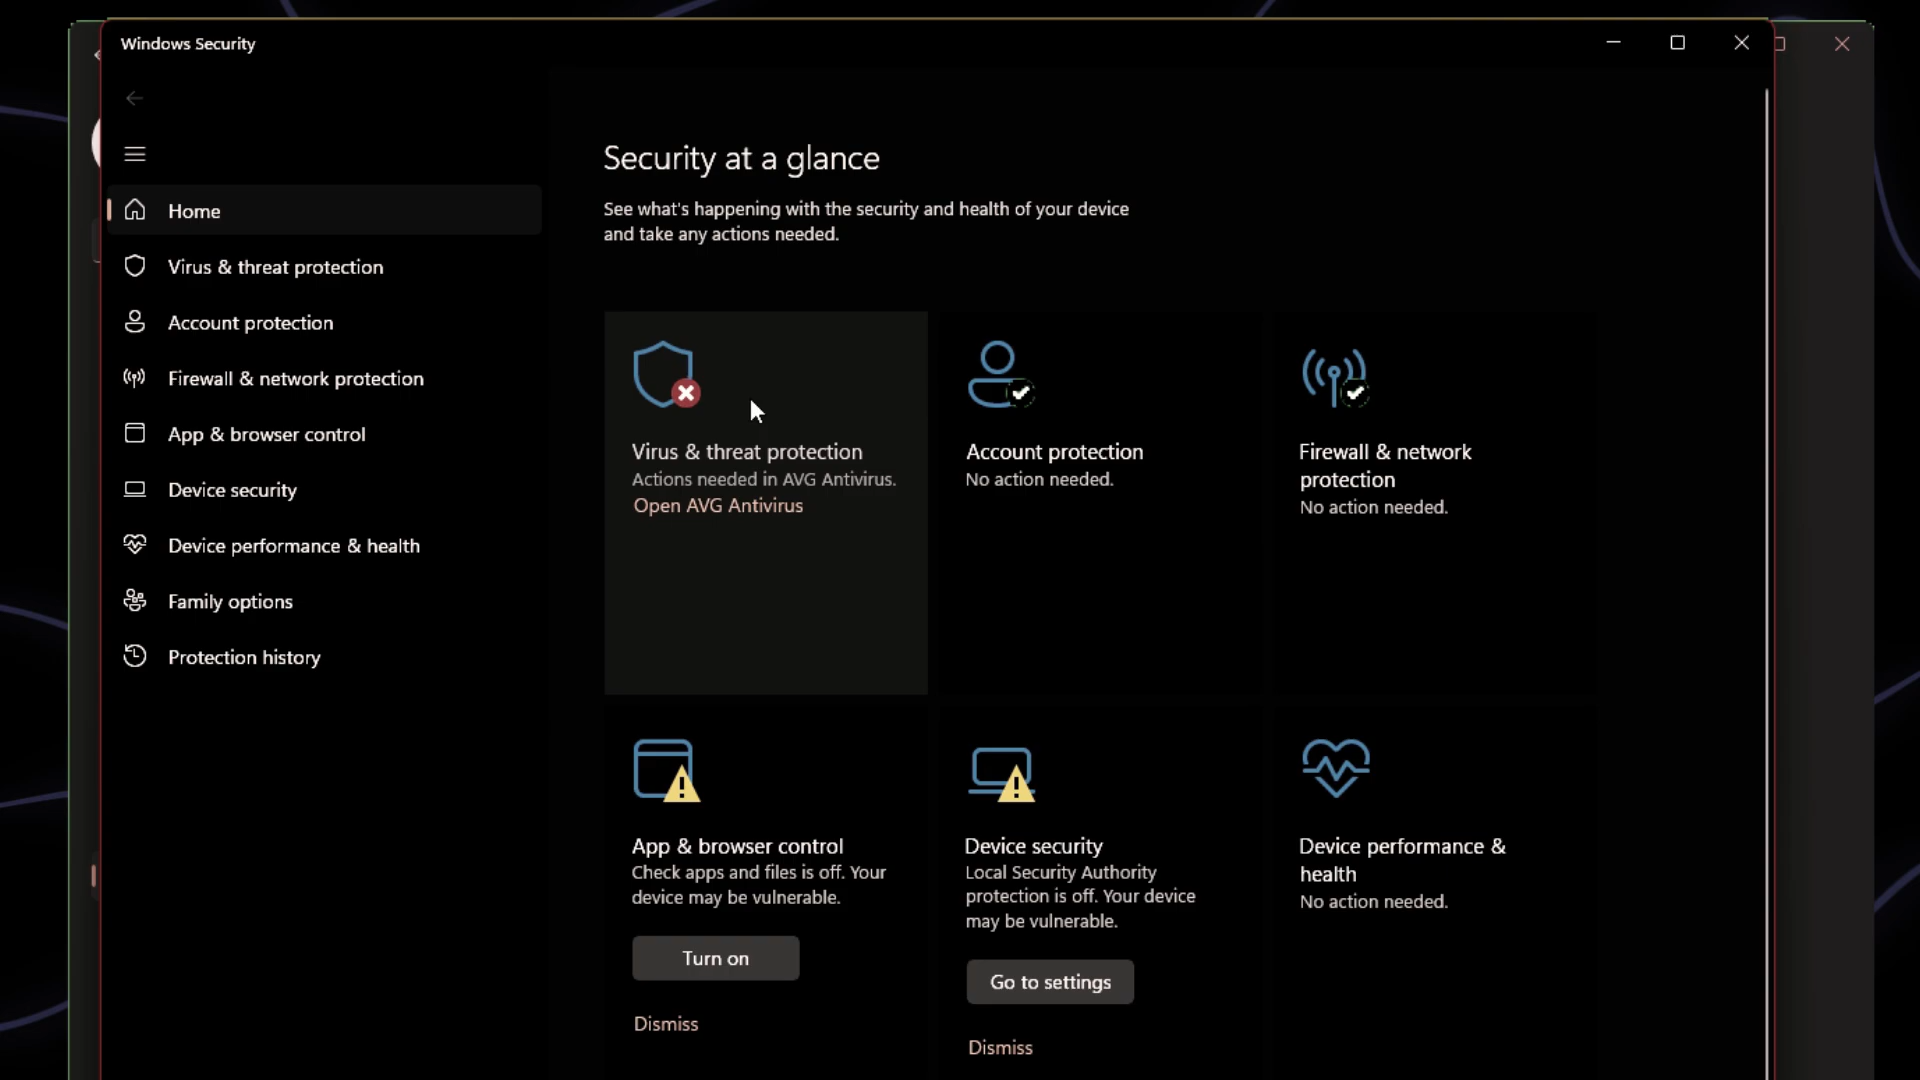 Windows Security
Home
Virus & threat protection
Account protection
Firewall & network protection
App & browser control
Device security
Device performance & health
Family options
Protection history
Security at a glance
See what's happening with the security and health of your device
and take any actions needed.
Virus & threat protection
Actions needed in AVG Antivirus.
Open AVG Antivirus
Account protection
No action needed.
Firewall & network
protection
No action needed.
App & browser control
Check apps and files is off. Your
device may be vulnerable.
Turn on
Dismiss
Device security
Local Security Authority
protection is off. Your device
may be vulnerable.
Go to settings
Dismiss
Device performance &
health
No action needed.